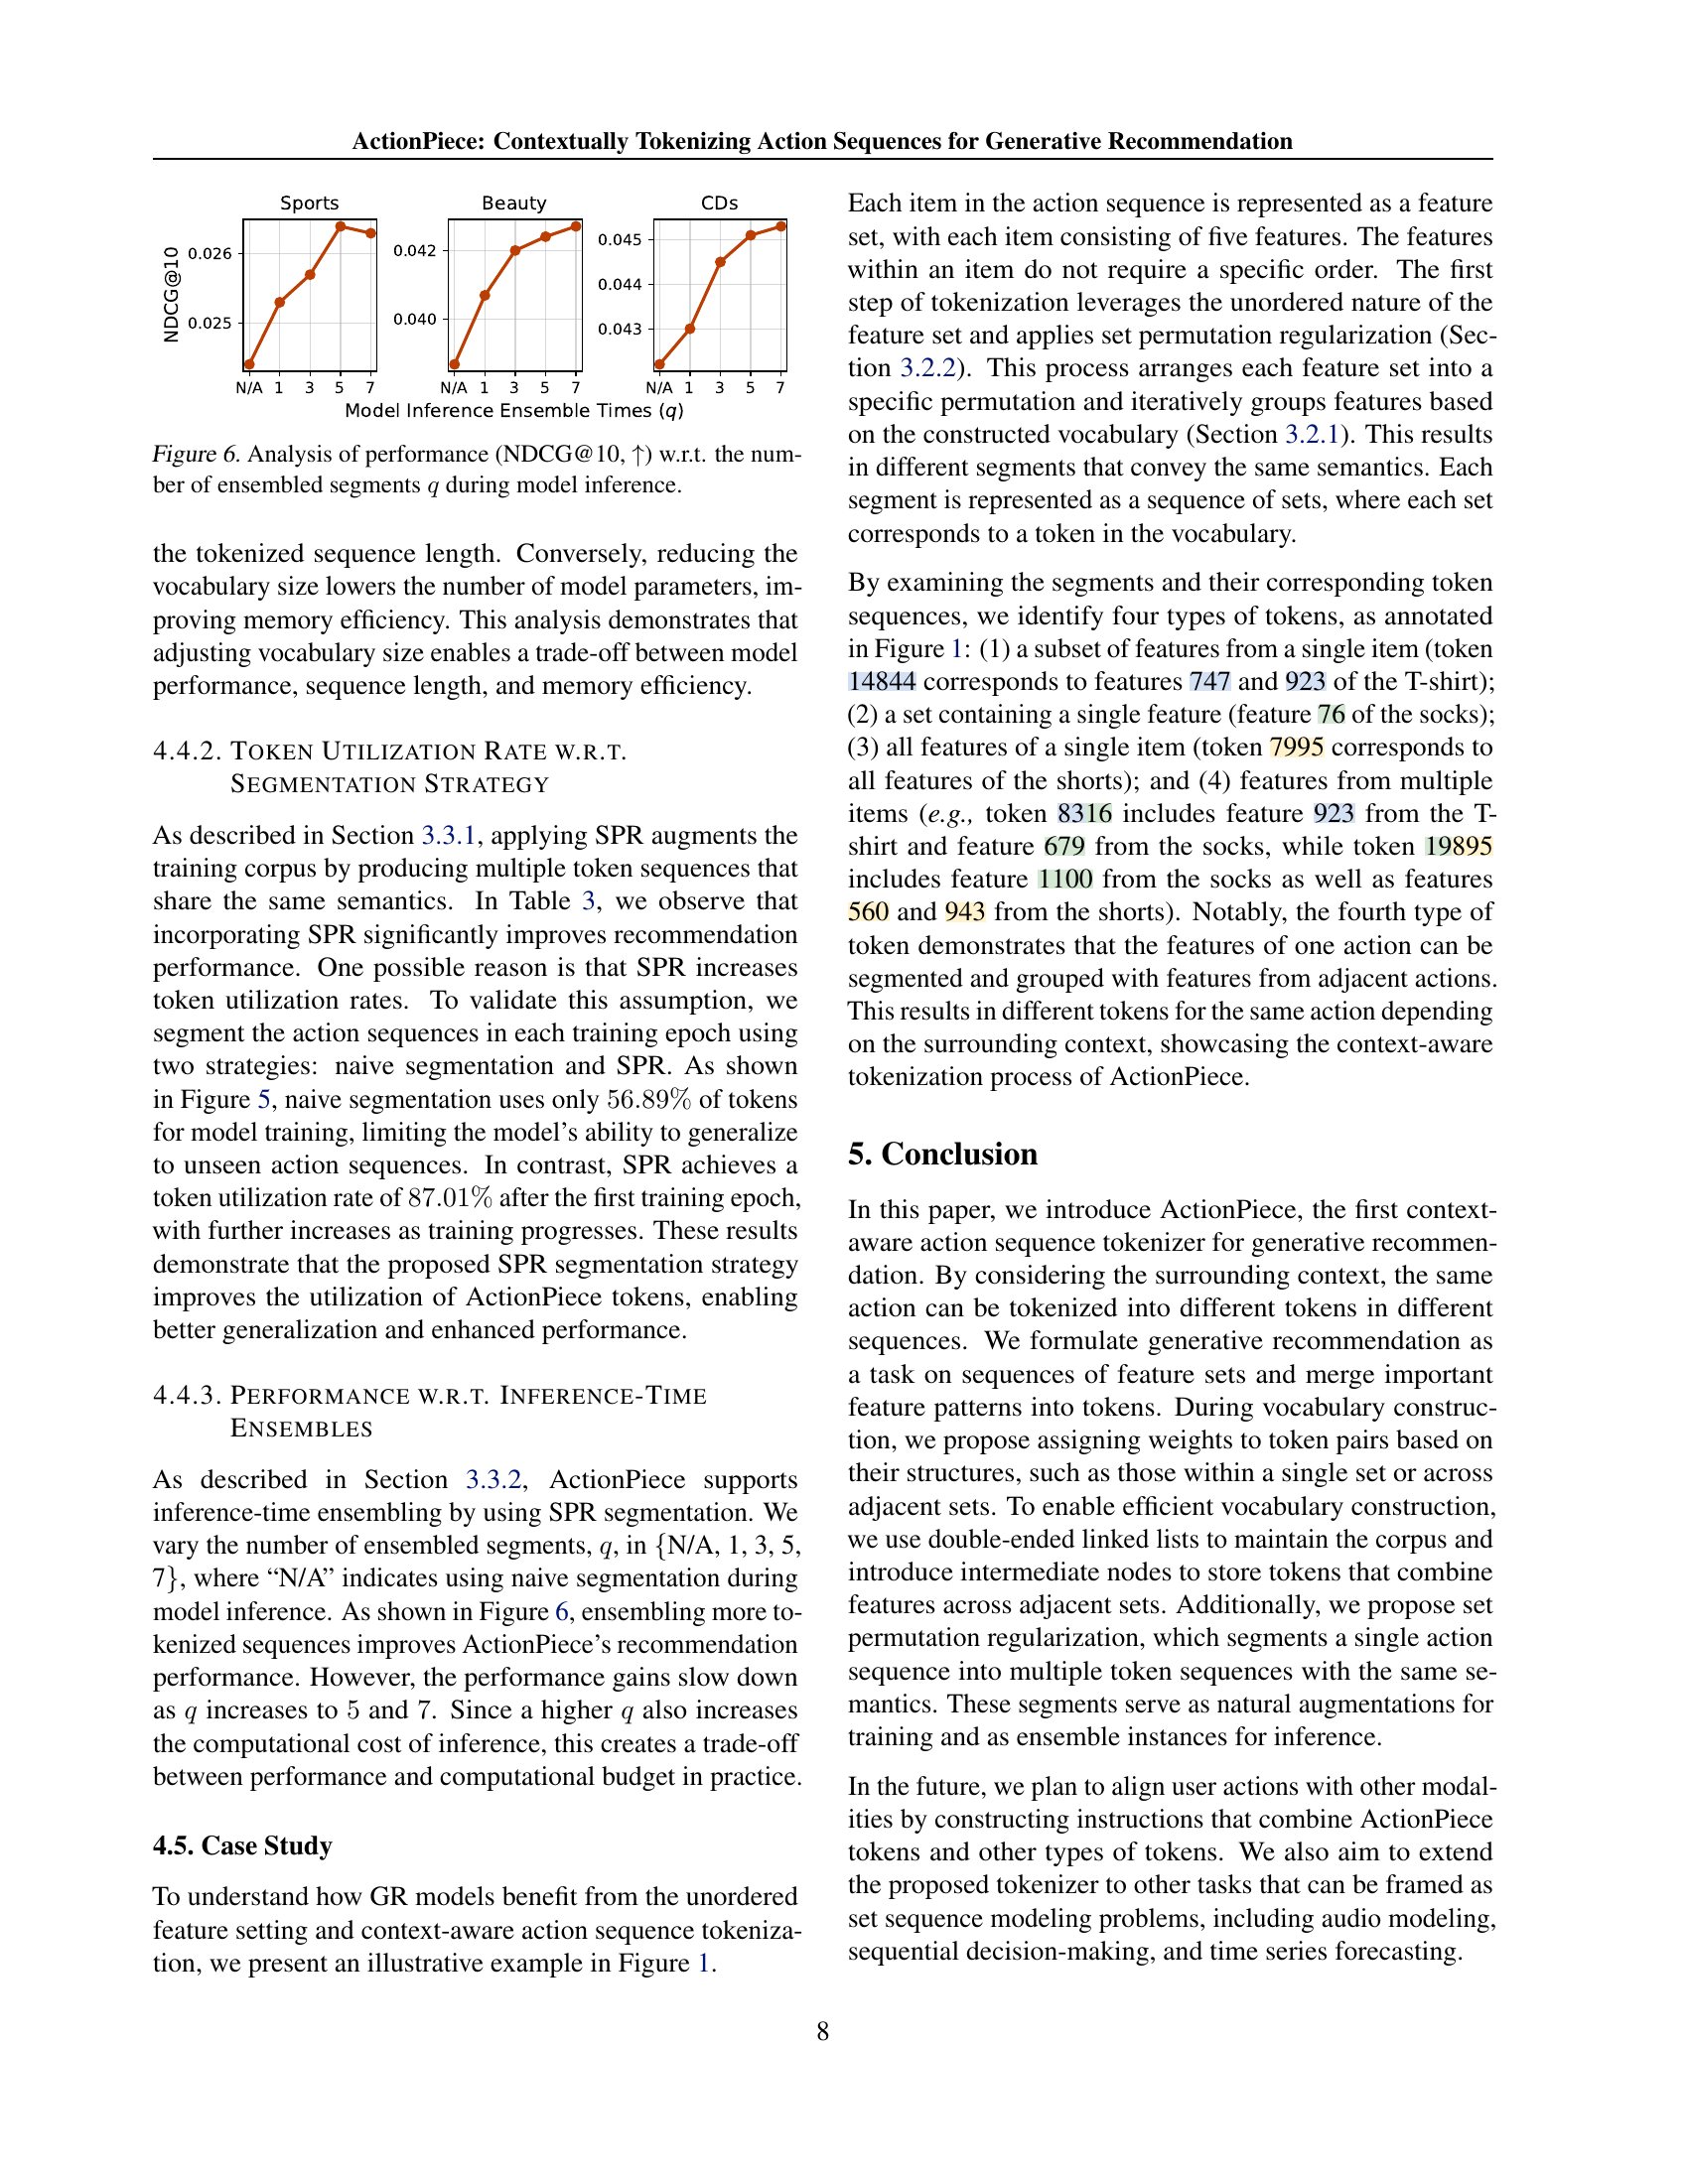 ActionPiece: Contextually Tokenizing Action Sequences for Generative Recommendation
Sports
Beauty
CDs
NDCG@10
0.026
0.025
0.042
0.040
0.045
0.044
0.043
N/A 1 3 5 7
N/A 1 3 5 7
N/A 1 3 5 7
Model Inference Ensemble Times (q)
Figure 6. Analysis of performance (NDCG@10, ↑) w.r.t. the num-
ber of ensembled segments q during model inference.
the tokenized sequence length. Conversely, reducing the
vocabulary size lowers the number of model parameters, im-
proving memory efficiency. This analysis demonstrates that
adjusting vocabulary size enables a trade-off between model
performance, sequence length, and memory efficiency.
4.4.2. TOKEN UTILIZATION RATE W.R.T.
SEGMENTATION STRATEGY
As described in Section 3.3.1, applying SPR augments the
training corpus by producing multiple token sequences that
share the same semantics. In Table 3, we observe that
incorporating SPR significantly improves recommendation
performance. One possible reason is that SPR increases
token utilization rates. To validate this assumption, we
segment the action sequences in each training epoch using
two strategies: naive segmentation and SPR. As shown
in Figure 5, naive segmentation uses only 56.89% of tokens
for model training, limiting the model's ability to generalize
to unseen action sequences. In contrast, SPR achieves a
token utilization rate of 87.01% after the first training epoch,
with further increases as training progresses. These results
demonstrate that the proposed SPR segmentation strategy
improves the utilization of ActionPiece tokens, enabling
better generalization and enhanced performance.
4.4.3. PERFORMANCE W.R.T. INFERENCE-TIME
ENSEMBLES
As described in Section 3.3.2, ActionPiece supports
inference-time ensembling by using SPR segmentation. We
vary the number of ensembled segments, q, in {N/A, 1, 3, 5,
7}, where “N/A” indicates using naive segmentation during
model inference. As shown in Figure 6, ensembling more to-
kenized sequences improves ActionPiece's recommendation
performance. However, the performance gains slow down
as q increases to 5 and 7. Since a higher q also increases
the computational cost of inference, this creates a trade-off
between performance and computational budget in practice.
4.5. Case Study
To understand how GR models benefit from the unordered
feature setting and context-aware action sequence tokeniza-
tion, we present an illustrative example in Figure 1.
Each item in the action sequence is represented as a feature
set, with each item consisting of five features. The features
within an item do not require a specific order. The first
step of tokenization leverages the unordered nature of the
feature set and applies set permutation regularization (Sec-
tion 3.2.2). This process arranges each feature set into a
specific permutation and iteratively groups features based
on the constructed vocabulary (Section 3.2.1). This results
in different segments that convey the same semantics. Each
segment is represented as a sequence of sets, where each set
corresponds to a token in the vocabulary.
By examining the segments and their corresponding token
sequences, we identify four types of tokens, as annotated
in Figure 1: (1) a subset of features from a single item (token
14844 corresponds to features 747 and 923 of the T-shirt);
(2) a set containing a single feature (feature 76 of the socks);
(3) all features of a single item (token 7995 corresponds to
all features of the shorts); and (4) features from multiple
items (e.g., token 8316 includes feature 923 from the T-
shirt and feature 679 from the socks, while token 19895
includes feature 1100 from the socks as well as features
560 and 943 from the shorts). Notably, the fourth type of
token demonstrates that the features of one action can be
segmented and grouped with features from adjacent actions.
This results in different tokens for the same action depending
on the surrounding context, showcasing the context-aware
tokenization process of ActionPiece.
5. Conclusion
In this paper, we introduce ActionPiece, the first context-
aware action sequence tokenizer for generative recommen-
dation. By considering the surrounding context, the same
action can be tokenized into different tokens in different
sequences. We formulate generative recommendation as
a task on sequences of feature sets and merge important
feature patterns into tokens. During vocabulary construc-
tion, we propose assigning weights to token pairs based on
their structures, such as those within a single set or across
adjacent sets. To enable efficient vocabulary construction,
we use double-ended linked lists to maintain the corpus and
introduce intermediate nodes to store tokens that combine
features across adjacent sets. Additionally, we propose set
permutation regularization, which segments a single action
sequence into multiple token sequences with the same se-
mantics. These segments serve as natural augmentations for
training and as ensemble instances for inference.
In the future, we plan to align user actions with other modal-
ities by constructing instructions that combine ActionPiece
tokens and other types of tokens. We also aim to extend
the proposed tokenizer to other tasks that can be framed as
set sequence modeling problems, including audio modeling,
sequential decision-making, and time series forecasting.
8